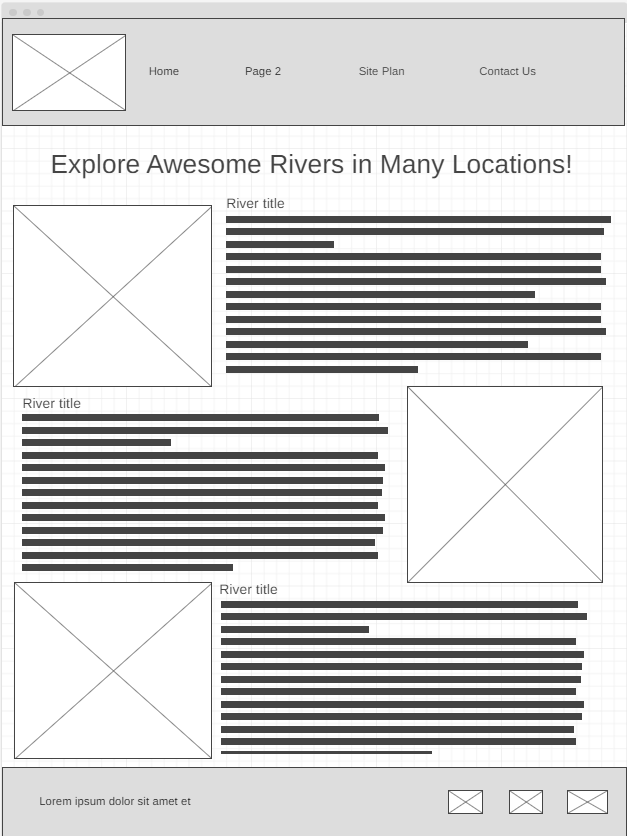 Home Page 2 Site Plan Contact Us
Explore Awesome Rivers in Many Locations!
River title
River title
River title
Lorem ipsum dolor sit amet et